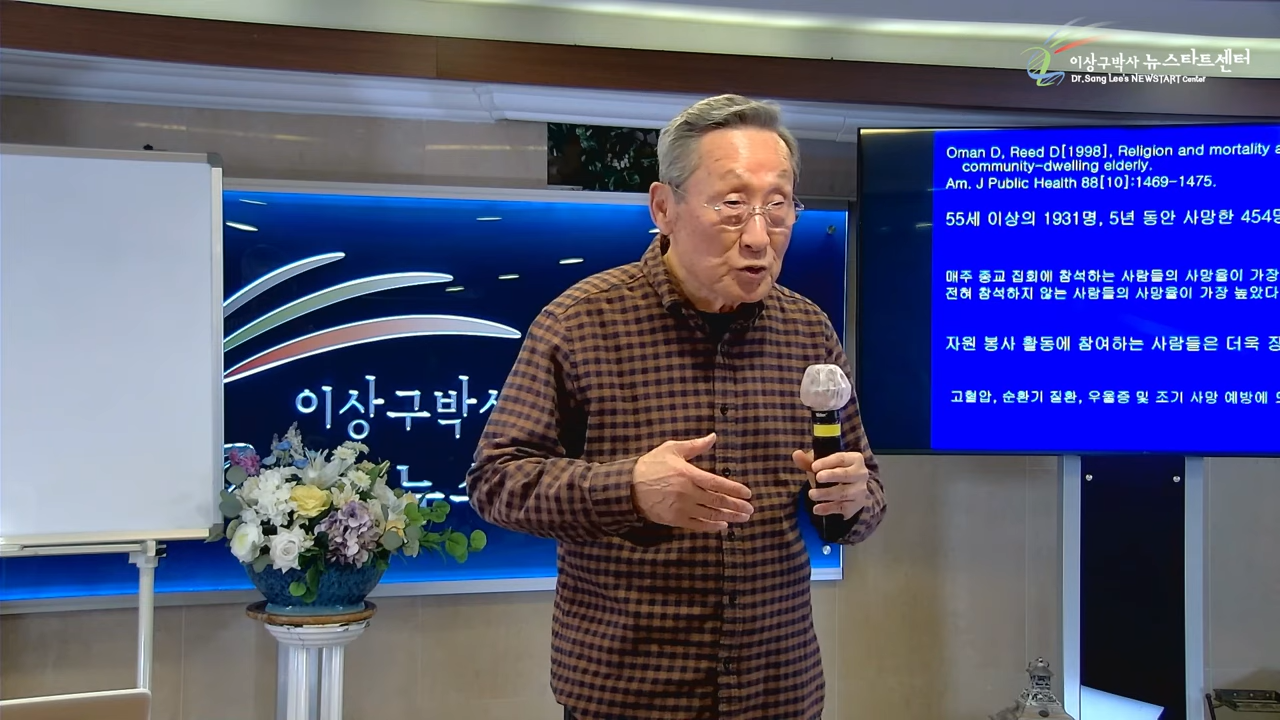 이상구박사 뉴스타트센터
Dr.Sang Lee's NEWSTART Center
Oman D, Reed D[1998], Religion and mortality
community-dwelling elderly.
Am. J Public Health 88[10]:1469-1475.
55세 이상의 1931명, 5년 동안 사망한 454명
매주 종교 집회에 참석하는 사람들의 사망율이 가장
전혀 참석하지 않는 사람들의 사망율이 가장 높았다
자원 봉사 활동에 참여하는 사람들은 더욱
고혈압, 순환기 질환, 우울증 및 조기 사망 예방에
이상구박사
뉴스